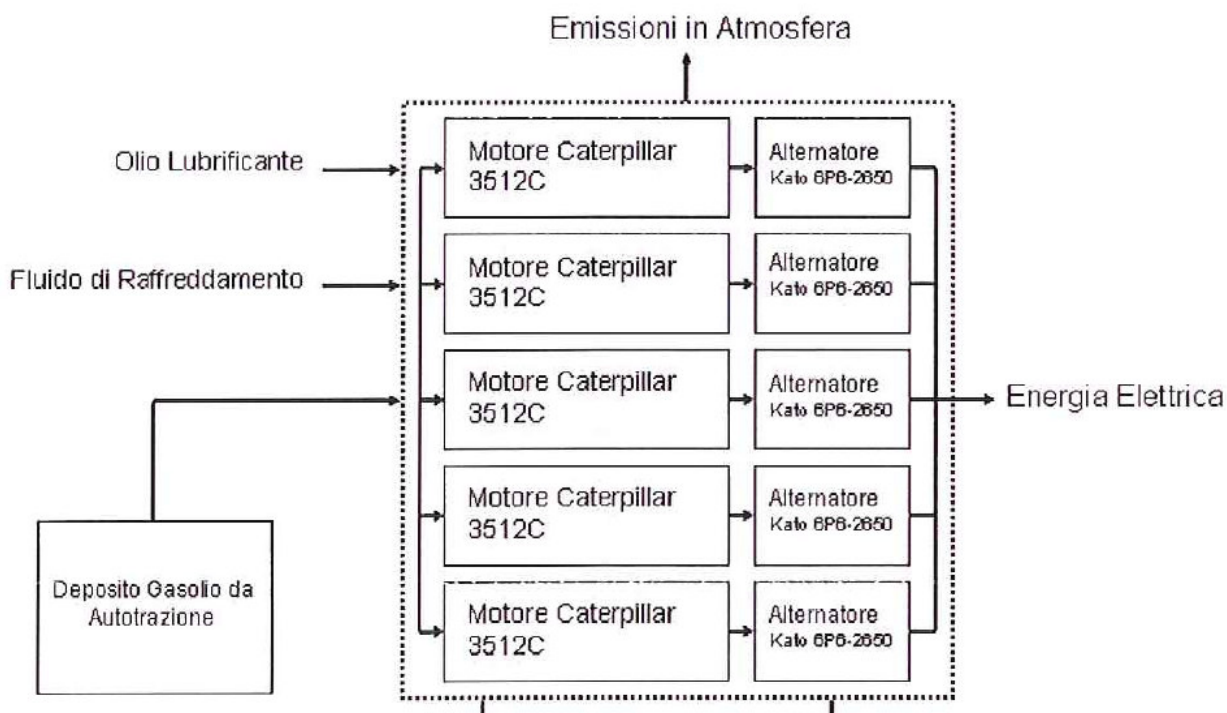 Emissioni in Atmosfera
Olio Lubrificante
Motore Caterpillar
3512C
Alternatore
Kato 6P6-2650
Fluido di Raffreddamento
Motore Caterpillar
3512C
Alternatore
Kato 6P6-2650
Motore Caterpillar
3512C
Alternatore
Kato 6P6-2650
Energia Elettrica
Motore Caterpillar
3512C
Alternatore
Kato 6P6-2650
Deposito Gasolio da
Autotrazione
Motore Caterpillar
3512C
Alternatore
Kato 6P6-2650